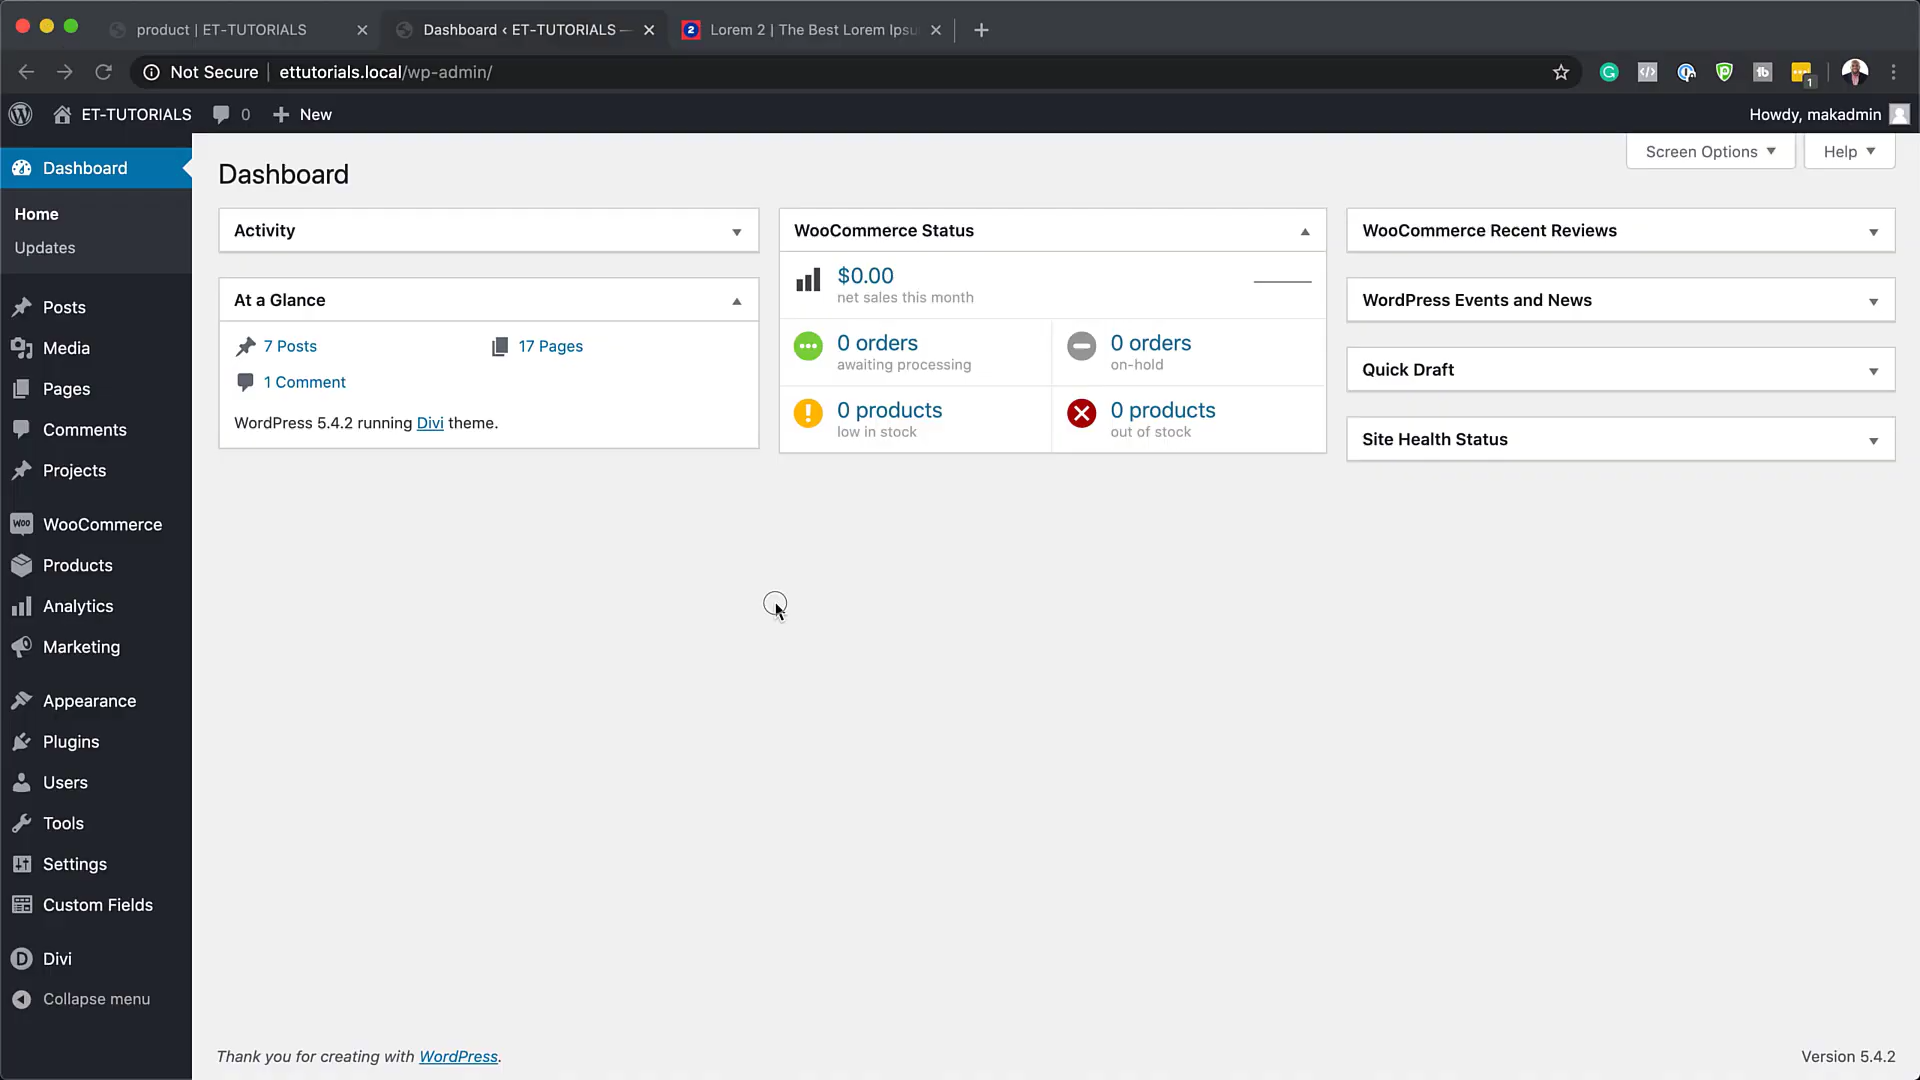 product | ET-TUTORIALS
Dashboard ‹ ET-TUTORIALS —
2 Lorem 2 | The Best Lorem Ipsu
Not Secure | ettutorials.local/wp-admin/
1
ET-TUTORIALS 0 New
Howdy, makadmin
Dashboard
Home
Updates
Posts
Media
Pages
Comments
Projects
WOO WooCommerce
Products
Analytics
Marketing
Appearance
Plugins
Users
Tools
Settings
Custom Fields
D Divi
Collapse menu
Screen Options
Help
Dashboard
Activity
At a Glance
7 Posts
17 Pages
1 Comment
WordPress 5.4.2 running Divi theme.
WooCommerce Status
$0.00
net sales this month
0 orders
awaiting processing
0 orders
on-hold
0 products
low in stock
0 products
out of stock
WooCommerce Recent Reviews
WordPress Events and News
Quick Draft
Site Health Status
Thank you for creating with WordPress.
Version 5.4.2